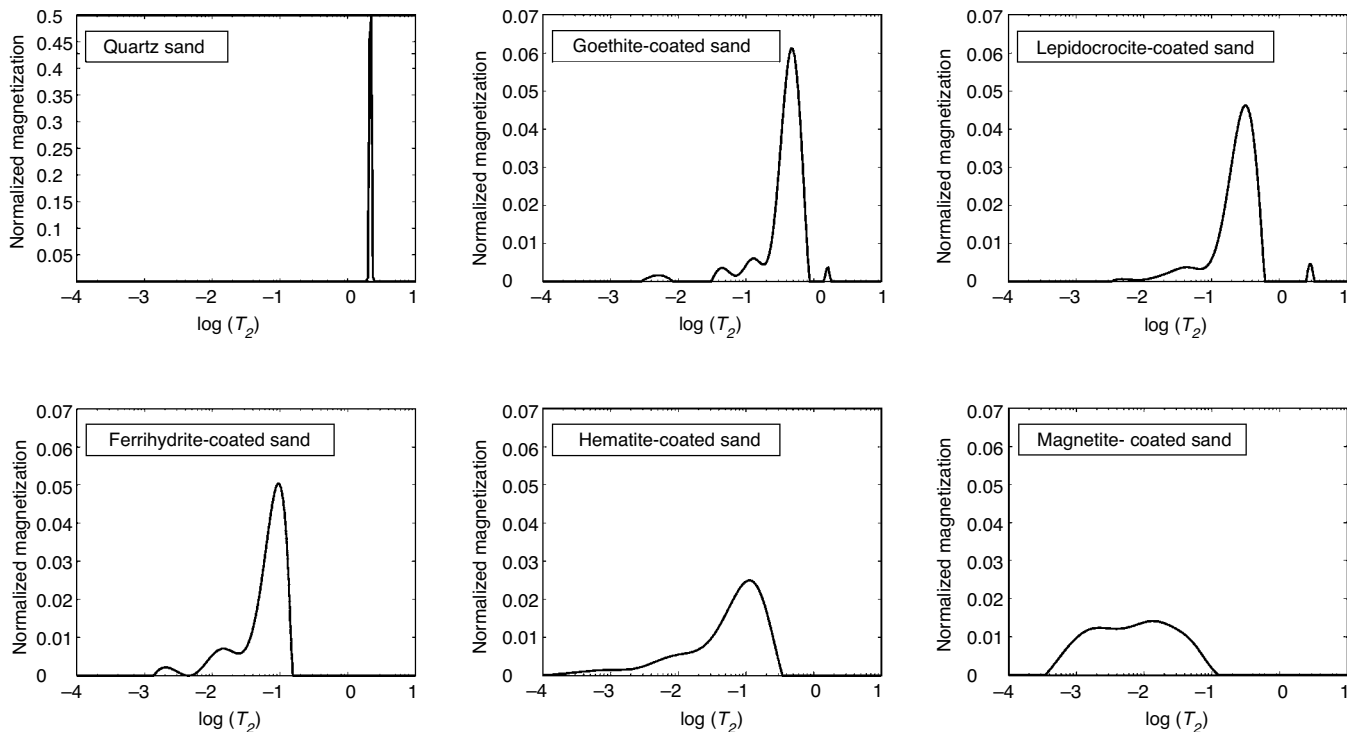 Quartz sand
Normalized magnetization
0.5
0.45
0.4
0.35
0.3
0.25
0.2
0.15
0.1
0.05
−4 −3 −2 −1 0 1
log (T2)
Goethite-coated sand
Normalized magnetization
0.07
0.06
0.05
0.04
0.03
0.02
0.01
0
−4 −3 −2 −1 0 1
log (T2)
Lepidocrocite-coated sand
Normalized magnetization
0.07
0.06
0.05
0.04
0.03
0.02
0.01
0
−4 −3 −2 −1 0 1
log (T2)
Ferrihydrite-coated sand
Normalized magnetization
0.07
0.06
0.05
0.04
0.03
0.02
0.01
0
−4 −3 −2 −1 0 1
log (T2)
Hematite-coated sand
Normalized magnetization
0.07
0.06
0.05
0.04
0.03
0.02
0.01
0
−4 −3 −2 −1 0 1
log (T2)
Magnetite- coated sand
Normalized magnetization
0.07
0.06
0.05
0.04
0.03
0.02
0.01
0
−4 −3 −2 −1 0 1
log (T2)